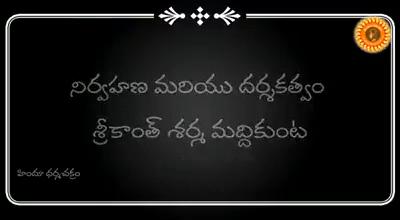 నిర్వహణ మరియు దర్శకత్వం
శ్రీకాంత్ శర్మ మద్దికుంట
హిందూ ధర్మచక్రం